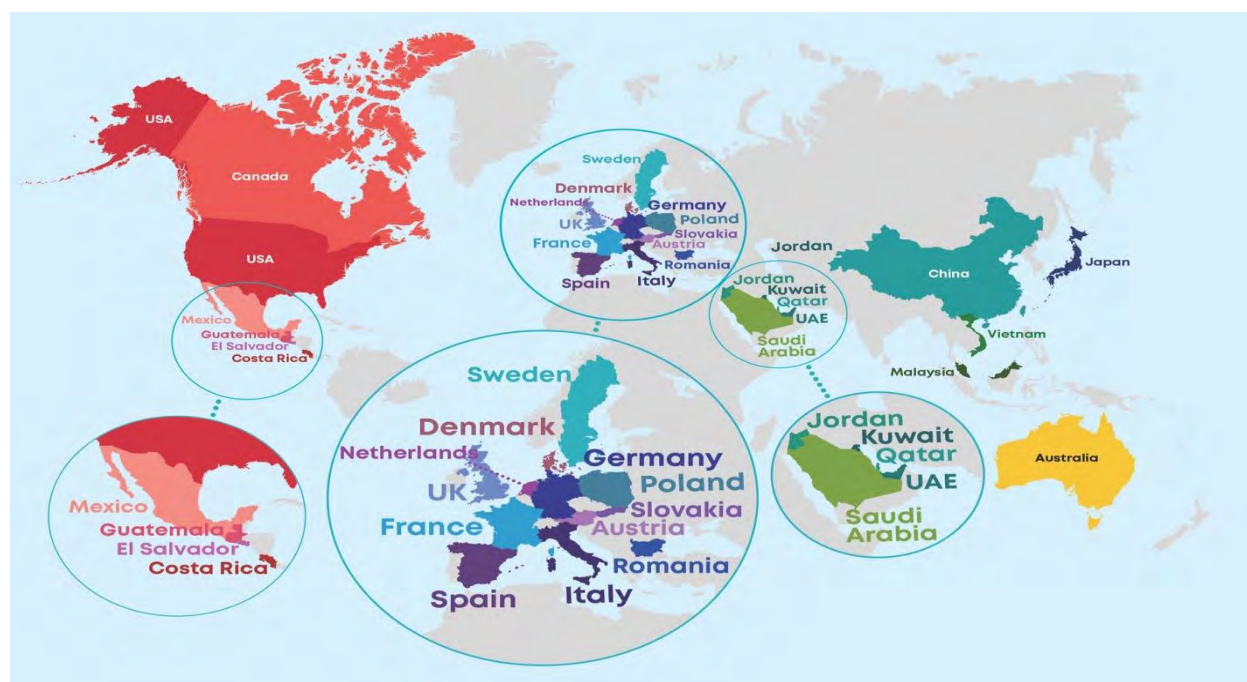 USA
Canada
USA
Mexico
Guatemala
El Salvador
Costa Rica
Sweden
Denmark
Netherlands
Germany
Poland
UK
Slovakia
France
Austria
Romania
Spain
Italy
Jordan
Jordan
Kuwait
Qatar
UAE
Saudi
Arabia
China
Japan
Vietnam
Malaysia
Mexico
Guatemala
El Salvador
Costa Rica
Sweden
Denmark
Netherlands
Germany
Poland
UK
Slovakia
France
Austria
Romania
Spain
Italy
Jordan
Kuwait
Qatar
UAE
Saudi
Arabia
Australia